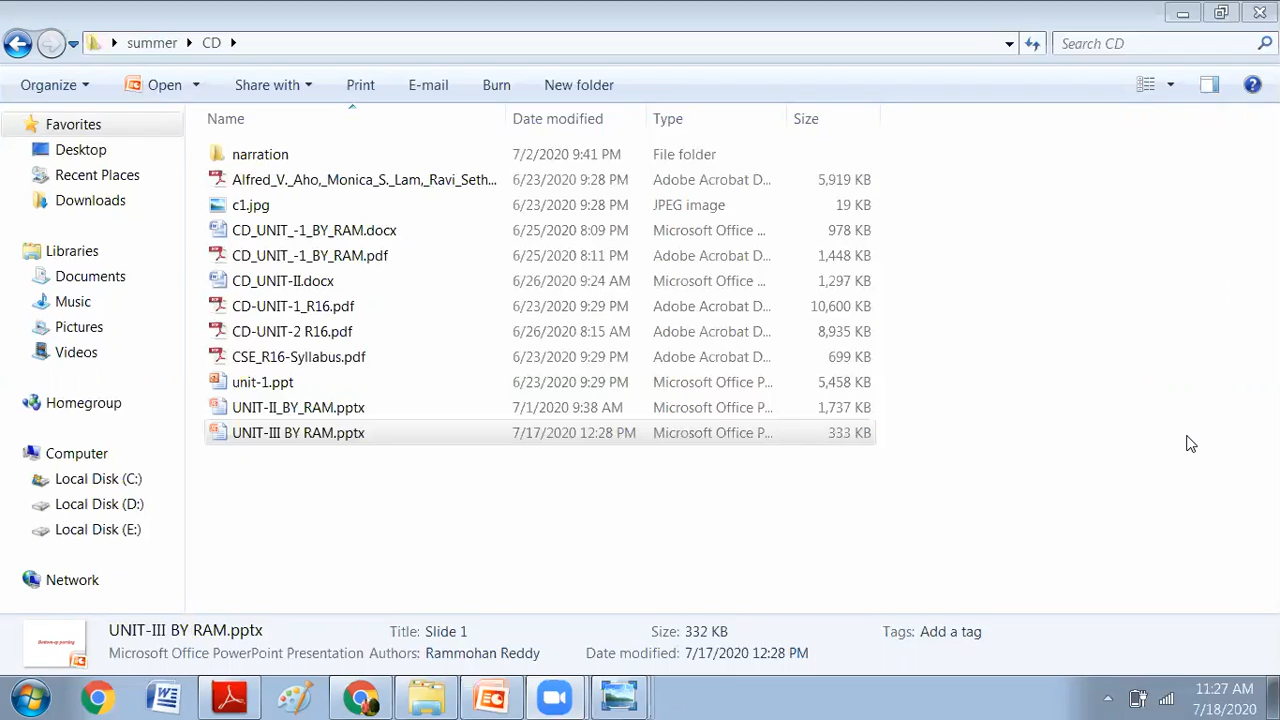 summer CD
Search CD
Organize Open Share with Print E-mail Burn New folder
Name Date modified Type Size
Favorites
Desktop
Recent Places
Downloads
Libraries
Documents
Music
Pictures
Videos
Homegroup
Computer
Local Disk (C:)
Local Disk (D:)
Local Disk (E:)
Network
narration 7/2/2020 9:41 PM File folder
Alfred_V._Aho,_Monica_S._Lam,_Ravi_Seth... 6/23/2020 9:28 PM Adobe Acrobat D... 5,919 KB
c1.jpg 6/23/2020 9:28 PM JPEG image 19 KB
CD_UNIT_-1_BY_RAM.docx 6/25/2020 8:09 PM Microsoft Office ... 978 KB
CD_UNIT_-1_BY_RAM.pdf 6/25/2020 8:11 PM Adobe Acrobat D... 1,448 KB
CD_UNIT-II.docx 6/26/2020 9:24 AM Microsoft Office ... 1,297 KB
CD-UNIT-1_R16.pdf 6/23/2020 9:29 PM Adobe Acrobat D... 10,600 KB
CD-UNIT-2 R16.pdf 6/26/2020 8:15 AM Adobe Acrobat D... 8,935 KB
CSE_R16-Syllabus.pdf 6/23/2020 9:29 PM Adobe Acrobat D... 699 KB
unit-1.ppt 6/23/2020 9:29 PM Microsoft Office P... 5,458 KB
UNIT-II_BY_RAM.pptx 7/1/2020 9:38 AM Microsoft Office P... 1,737 KB
UNIT-III BY RAM.pptx 7/17/2020 12:28 PM Microsoft Office P... 333 KB
Bottom-up parsing
UNIT-III BY RAM.pptx Title: Slide 1 Size: 332 KB Tags: Add a tag
Microsoft Office PowerPoint Presentation Authors: Rammohan Reddy Date modified: 7/17/2020 12:28 PM
11:27 AM
7/18/2020